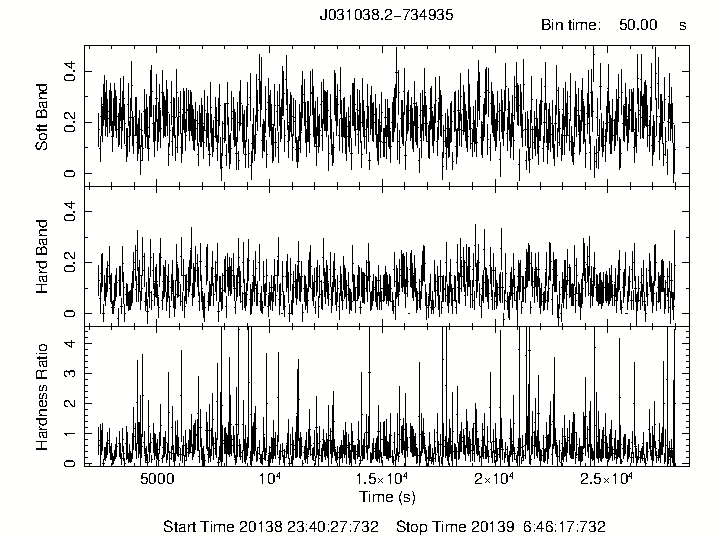 J031038.2−734935
Bin time: 50.00 s
Soft Band
0 0.2 0.4
Hard Band
0 0.2 0.4
Hardness Ratio
0 1 2 3 4
5000 10⁴ 1.5×10⁴ 2×10⁴ 2.5×10⁴
Time (s)
Start Time 20138 23:40:27:732 Stop Time 20139 6:46:17:732